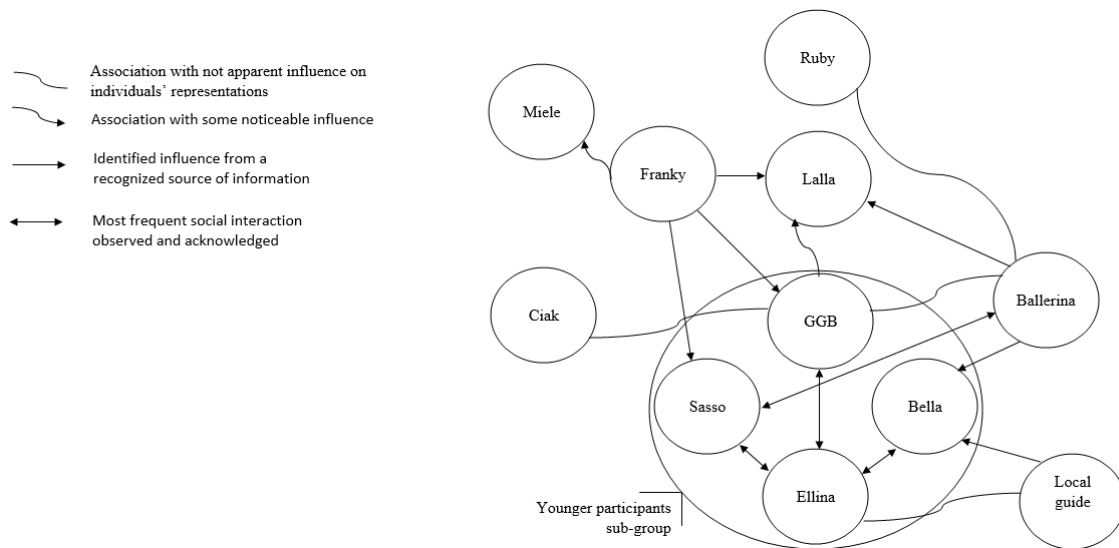 Association with not apparent influence on
individuals’ representations
Association with some noticeable influence
Identified influence from a
recognized source of information
Most frequent social interaction
observed and acknowledged
Ruby
Miele
Franky
Lalla
Ciak
GGB
Ballerina
Sasso
Bella
Ellina
Local
guide
Younger participants
sub-group